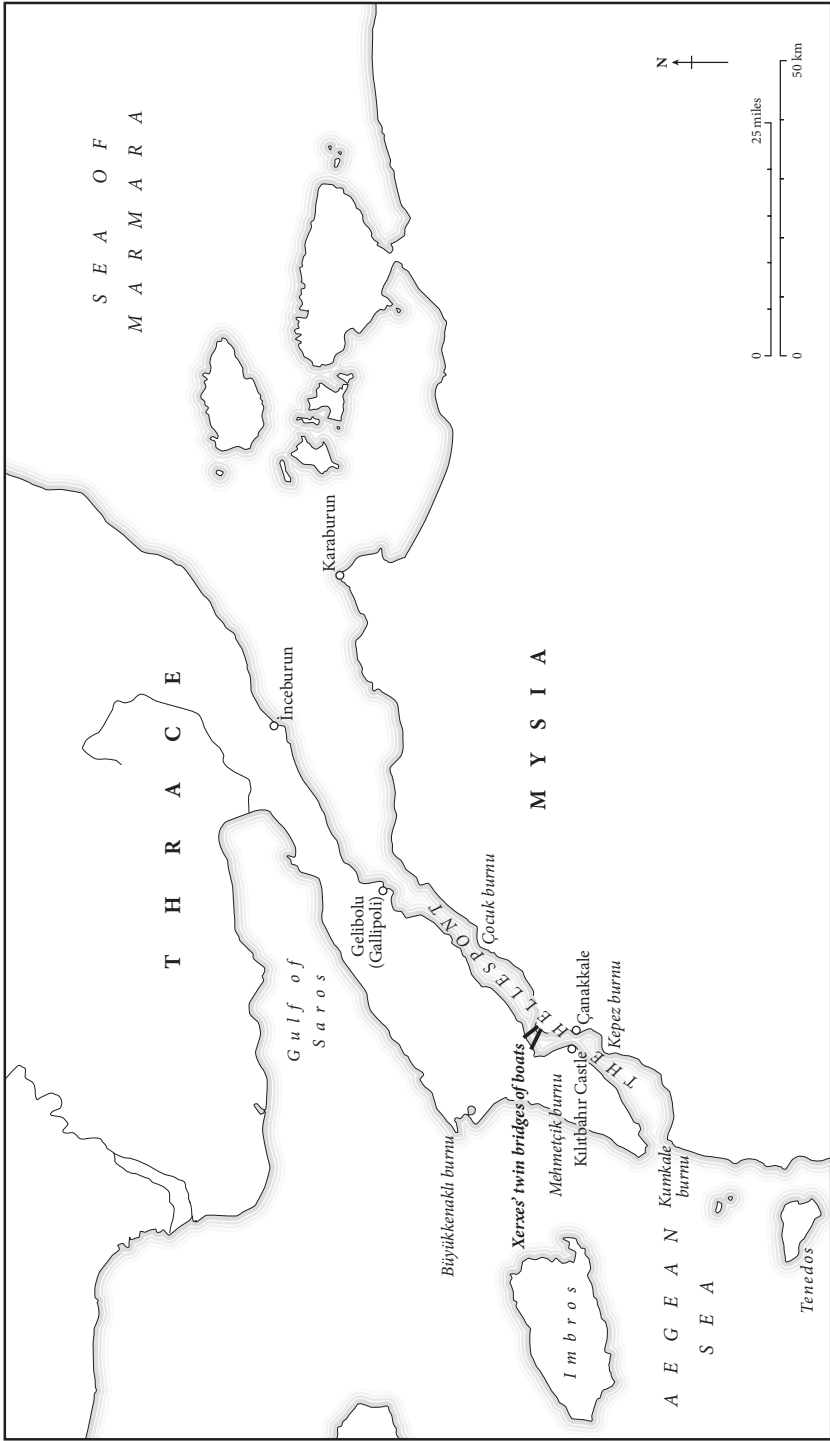 SEA OF
MARMARA
THRACE
Gulf of
Saros
İnceburun
Karaburun
Gelibolu
(Gallipoli)
MYSIA
THE HELLESPONT
Çocuk burnu
Büyükkenaklı burnu
Xerxes' twin bridges of boats
Mehmetçik burnu
Kılıtbahır Castle
Çanakkale
Kepez burnu
Kumkale
burnu
Imbros
AEGEAN
SEA
Tenedos
N
0 25 miles
0 50 km